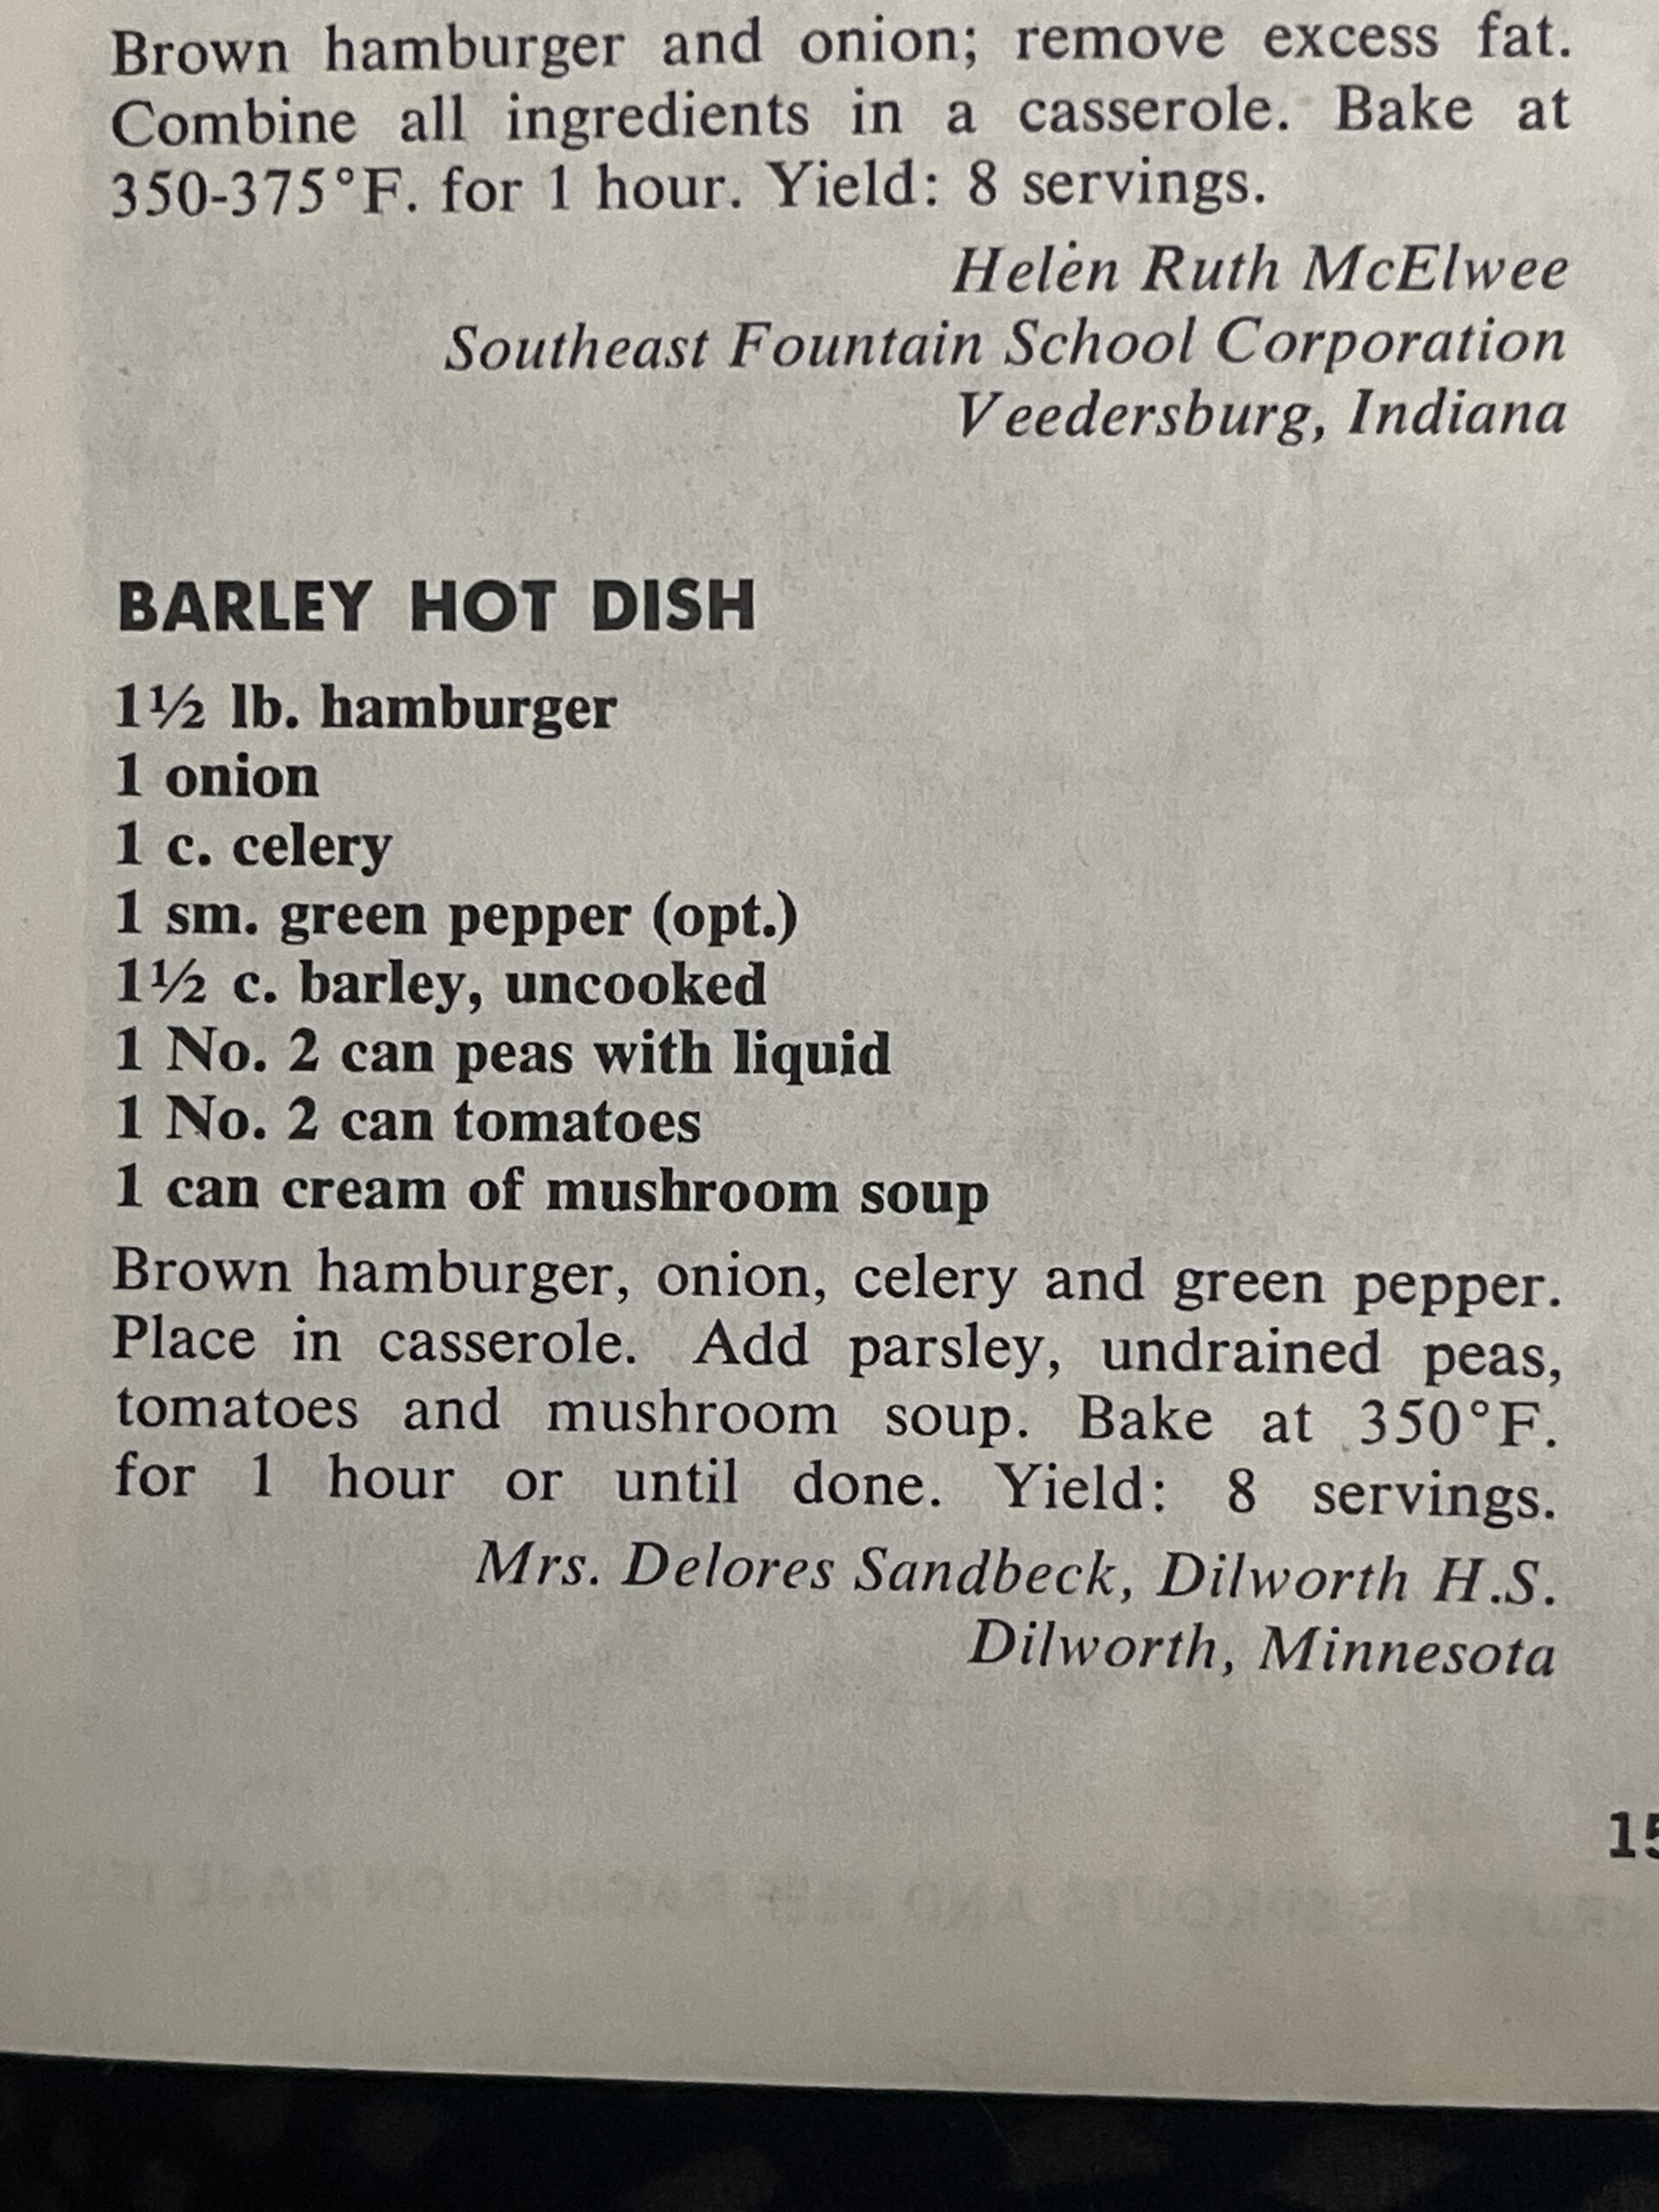 Brown hamburger and onion; remove excess fat.
Combine all ingredients in a casserole. Bake at
350-375°F. for 1 hour. Yield: 8 servings.
Helen Ruth McElwee
Southeast Fountain School Corporation
Veedersburg, Indiana
BARLEY HOT DISH
1½ lb. hamburger
1 onion
1 c. celery
1 sm. green pepper (opt.)
1½ c. barley, uncooked
1 No. 2 can peas with liquid
1 No. 2 can tomatoes
1 can cream of mushroom soup
Brown hamburger, onion, celery and green pepper.
Place in casserole. Add parsley, undrained peas,
tomatoes and mushroom soup. Bake at 350°F.
for 1 hour or until done. Yield: 8 servings.
Mrs. Delores Sandbeck, Dilworth H.S.
Dilworth, Minnesota